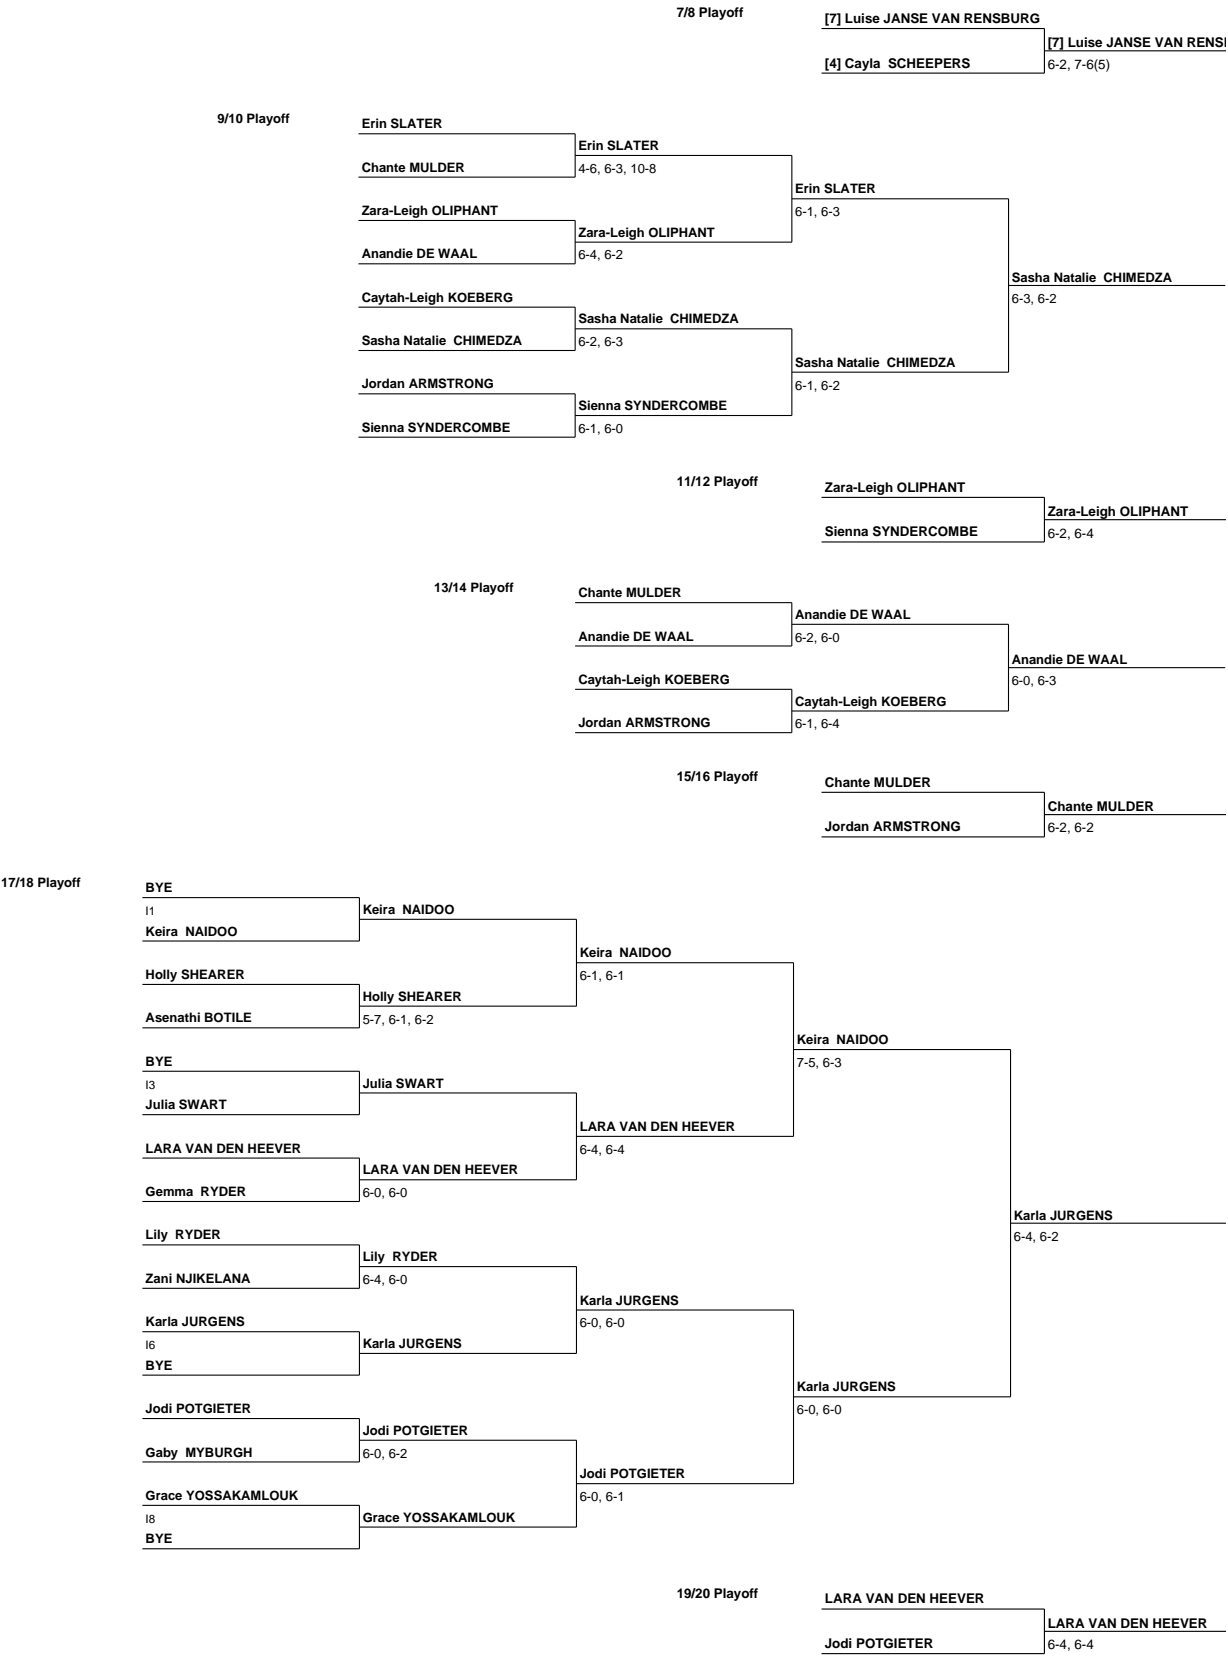 7/8 Playoff
[7] Luise JANSE VAN RENSBURG
[7] Luise JANSE VAN
[4] Cayla SCHEEPERS
6-2, 7-6(5)
9/10 Playoff
Erin SLATER
Erin SLATER
Chante MULDER
4-6, 6-3, 10-8
Erin SLATER
Zara-Leigh OLIPHANT
6-1, 6-3
Zara-Leigh OLIPHANT
Anandie DE WAAL
6-4, 6-2
Sasha Natalie CHIMEDZA
Caytah-Leigh KOEBERG
6-3, 6-2
Sasha Natalie CHIMEDZA
Sasha Natalie CHIMEDZA
6-2, 6-3
Sasha Natalie CHIMEDZA
Jordan ARMSTRONG
6-1, 6-2
Sienna SYNDERCOMBE
Sienna SYNDERCOMBE
6-1, 6-0
11/12 Playoff
Zara-Leigh OLIPHANT
Zara-Leigh OLIPHANT
Sienna SYNDERCOMBE
6-2, 6-4
13/14 Playoff
Chante MULDER
Anandie DE WAAL
Anandie DE WAAL
6-2, 6-0
Anandie DE WAAL
Caytah-Leigh KOEBERG
6-0, 6-3
Caytah-Leigh KOEBERG
Jordan ARMSTRONG
6-1, 6-4
15/16 Playoff
Chante MULDER
Chante MULDER
Jordan ARMSTRONG
6-2, 6-2
17/18 Playoff
BYE
I1
Keira NAIDOO
Keira NAIDOO
Keira NAIDOO
Holly SHEARER
6-1, 6-1
Holly SHEARER
Asenathi BOTILE
5-7, 6-1, 6-2
Keira NAIDOO
BYE
7-5, 6-3
I3
Julia SWART
Julia SWART
LARA VAN DEN HEEVER
LARA VAN DEN HEEVER
6-4, 6-4
LARA VAN DEN HEEVER
Gemma RYDER
6-0, 6-0
Karla JURGENS
Lily RYDER
6-4, 6-2
Lily RYDER
Zani NJIKELANA
6-4, 6-0
Karla JURGENS
Karla JURGENS
6-0, 6-0
I6
Karla JURGENS
BYE
Karla JURGENS
Jodi POTGIETER
6-0, 6-0
Jodi POTGIETER
Gaby MYBURGH
6-0, 6-2
Jodi POTGIETER
Grace YOSSAKAMLOUK
6-0, 6-1
I8
Grace YOSSAKAMLOUK
BYE
19/20 Playoff
LARA VAN DEN HEEVER
LARA VAN DEN HEEVER
Jodi POTGIETER
6-4, 6-4